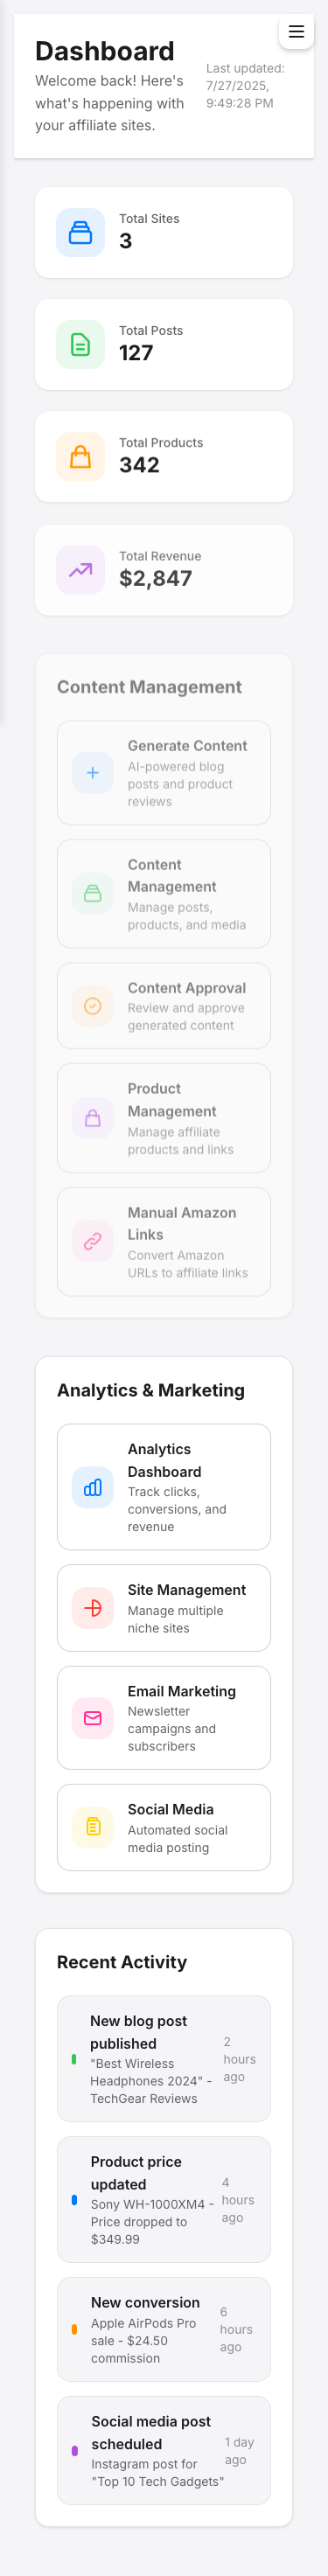 Dashboard
Welcome back! Here's
what's happening with
your affiliate sites.
Last updated:
7/27/2025,
9:49:28 PM
Total Sites
3
Total Posts
127
Total Products
342
Total Revenue
$2,847
Content Management
Generate Content
AI-powered blog
posts and product
reviews
Content
Management
Manage posts,
products, and media
Content Approval
Review and approve
generated content
Product
Management
Manage affiliate
products and links
Manual Amazon
Links
Convert Amazon
URLs to affiliate links
Analytics & Marketing
Analytics
Dashboard
Track clicks,
conversions, and
revenue
Site Management
Manage multiple
niche sites
Email Marketing
Newsletter
campaigns and
subscribers
Social Media
Automated social
media posting
Recent Activity
New blog post
published
"Best Wireless
Headphones 2024" -
TechGear Reviews
2
hours
ago
Product price
updated
Sony WH-1000XM4 -
Price dropped to
$349.99
4
hours
ago
New conversion
Apple AirPods Pro
sale - $24.50
commission
6
hours
ago
Social media post
scheduled
Instagram post for
"Top 10 Tech Gadgets"
1 day
ago